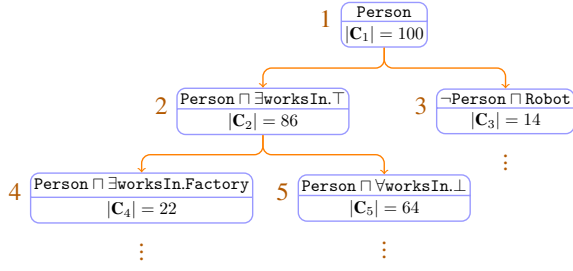 1
Person
|C₁| = 100
2
Person ⊓ ∃worksIn.⊤
|C₂| = 86
3
¬Person ⊓ Robot
|C₃| = 14
⋮
4
Person ⊓ ∃worksIn.Factory
|C₄| = 22
⋮
5
Person ⊓ ∀worksIn.⊥
|C₅| = 64
⋮